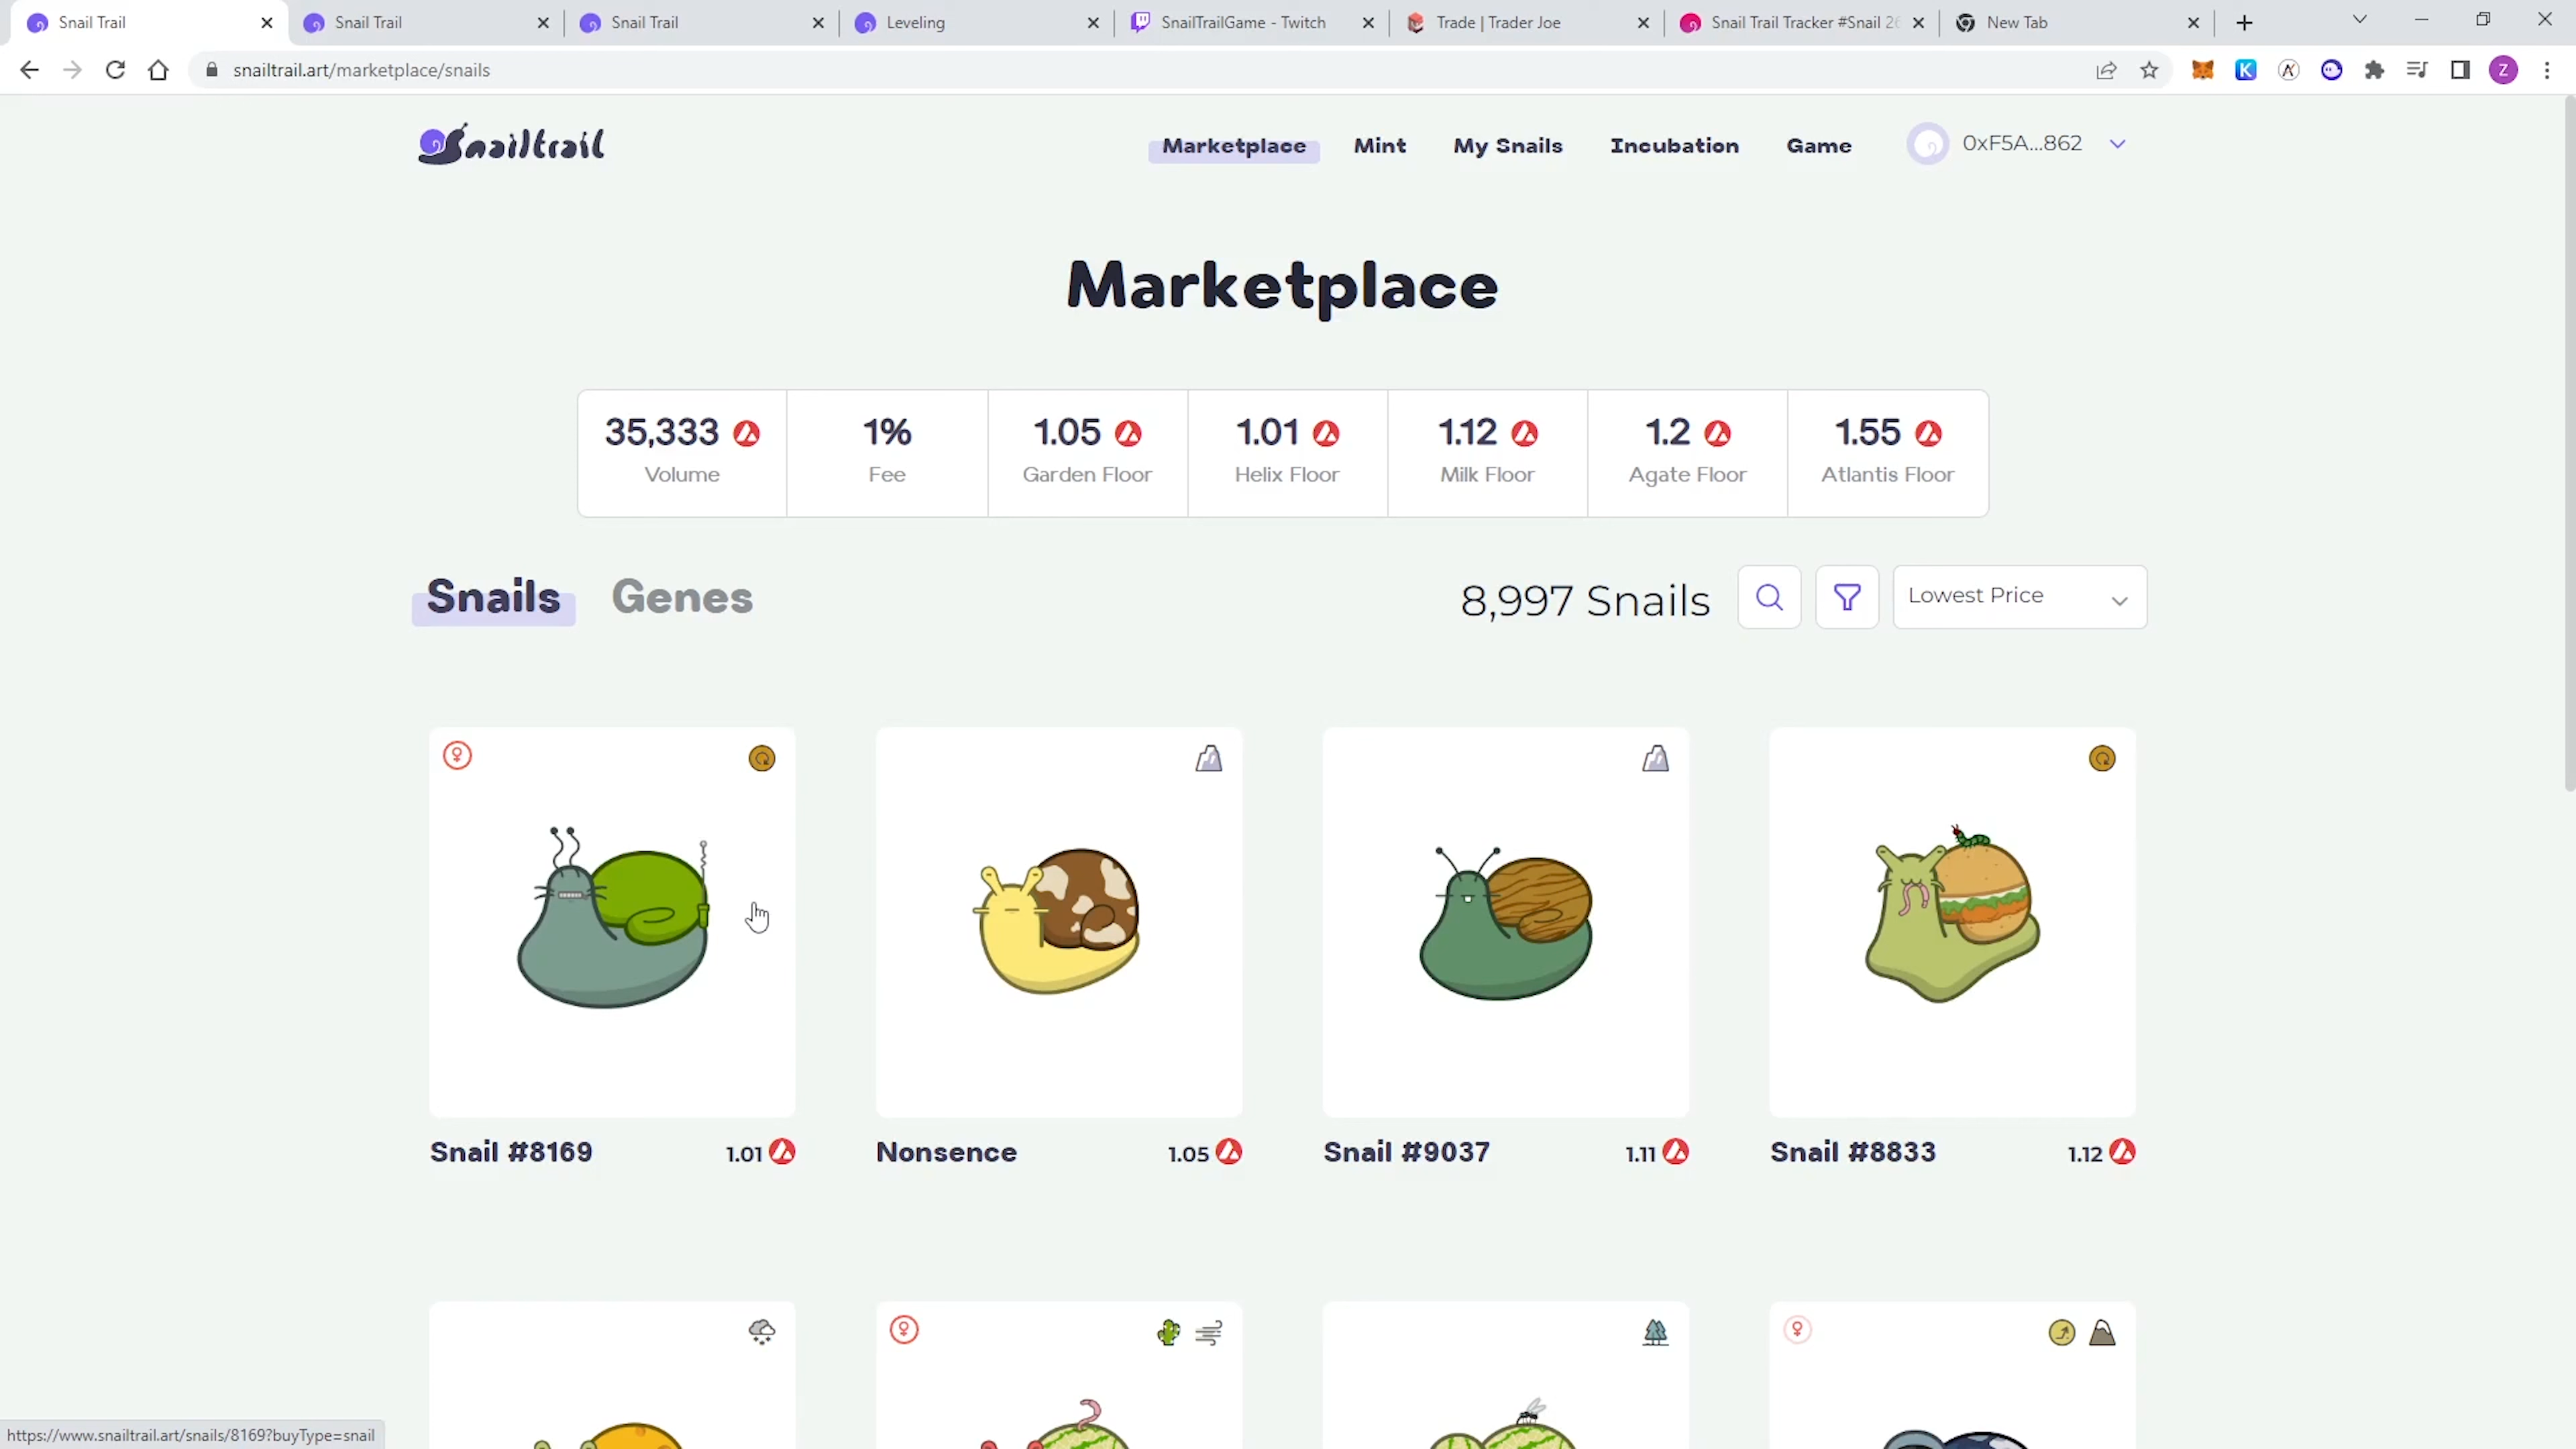 Snail Trail
Snail Trail
Snail Trail
Leveling
SnailTrailGame - Twitch
Trade | Trader Joe
Snail Trail Tracker #Snail 26
New Tab
snailtrail.art/marketplace/snails
Z
Snailtrail
Marketplace
Mint
My Snails
Incubation
Game
0xF5A...862
Marketplace
35,333
Volume
1%
Fee
1.05
Garden Floor
1.01
Helix Floor
1.12
Milk Floor
1.2
Agate Floor
1.55
Atlantis Floor
Snails
Genes
8,997 Snails
Lowest Price
Snail #8169
1.01
Nonsence
1.05
Snail #9037
1.11
Snail #8833
1.12
https://www.snailtrail.art/snails/8169?buyType=snail